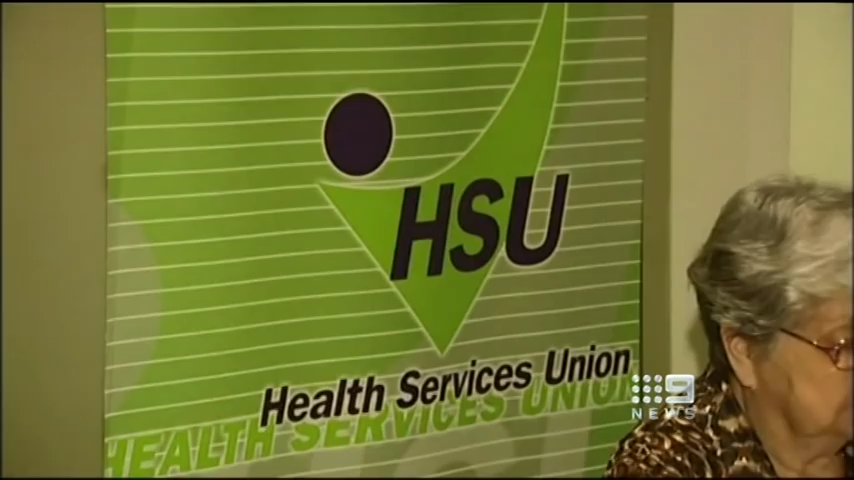 HSU
Health Services Union
HEALTH SERVICES UNION
9
NEWS